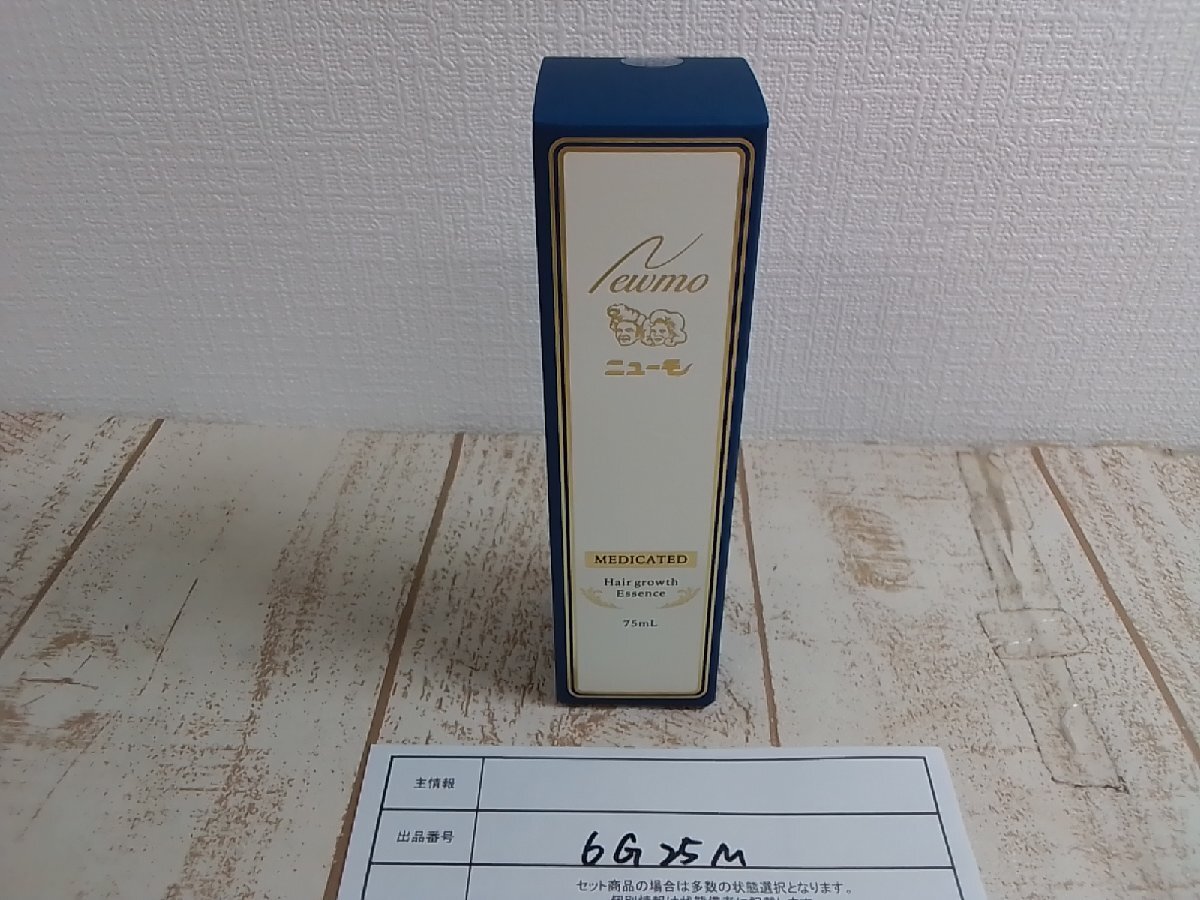 Newmo
ニューモ
MEDICATED
Hair growth
Essence
75mL
主情報
出品番号
6G25M
セット商品の場合は多数の状態選択となります。